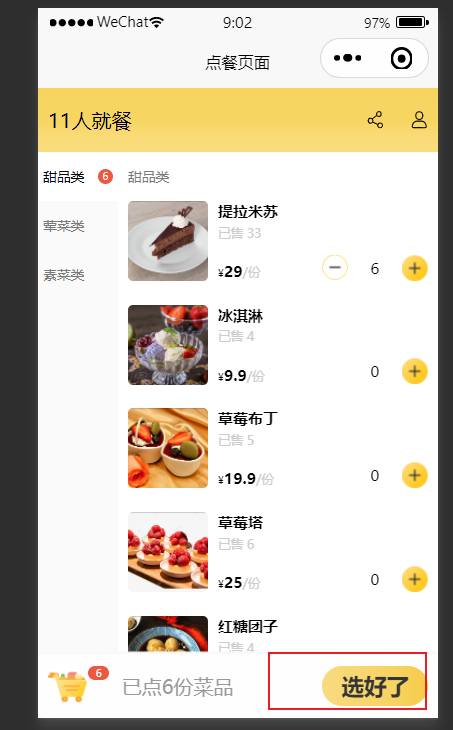 WeChat 9:02 97%
点餐页面
11人就餐
甜品类 6 甜品类
荤菜类
素菜类
提拉米苏
已售 33
¥29/份 6
冰淇淋
已售 4
¥9.9/份 0
草莓布丁
已售 5
¥19.9/份 0
草莓塔
已售 6
¥25/份 0
红糖团子
已售 4
6 已点6份菜品 选好了